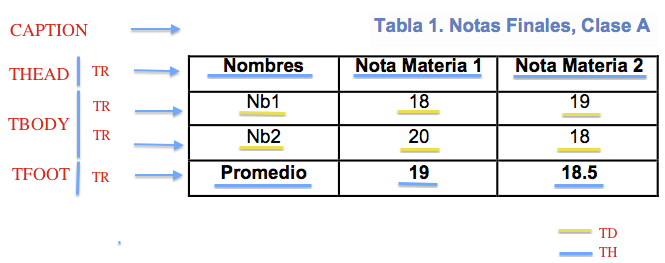 CAPTION Tabla 1. Notas Finales, Clase A
THEAD TR Nombres Nota Materia 1 Nota Materia 2
TR Nb1 18 19
TBODY
TR Nb2 20 18
TFOOT TR Promedio 19 18.5
TD
TH